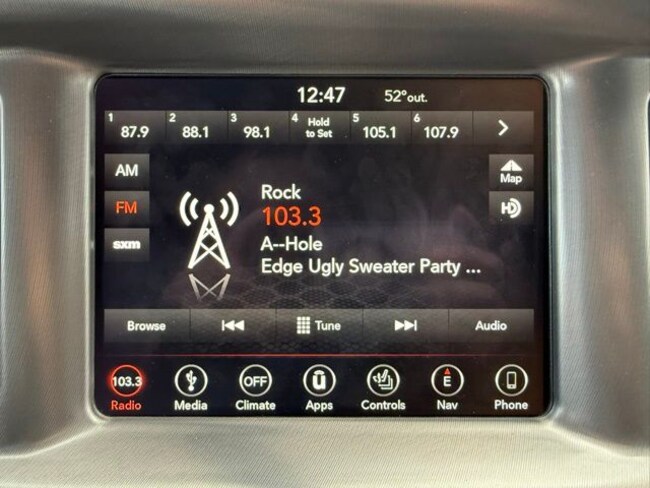 12:47 52°out.
1 87.9 2 88.1 3 98.1 4 Hold to Set 5 105.1 6 107.9
AM
Map
FM
HD
sxm
Rock
103.3
A--Hole
Edge Ugly Sweater Party ...
Browse Tune Audio
103.3 OFF E
Radio Media Climate Apps Controls Nav Phone